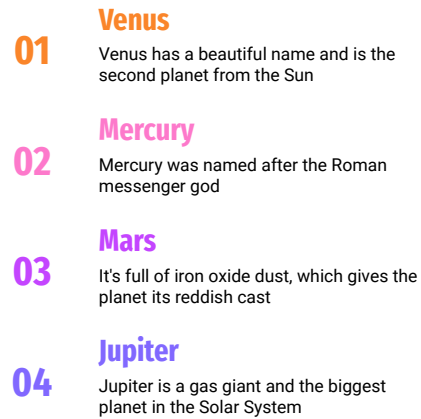 Venus
01
Venus has a beautiful name and is the
second planet from the Sun
Mercury
02
Mercury was named after the Roman
messenger god
Mars
03
It's full of iron oxide dust, which gives the
planet its reddish cast
Jupiter
04
Jupiter is a gas giant and the biggest
planet in the Solar System